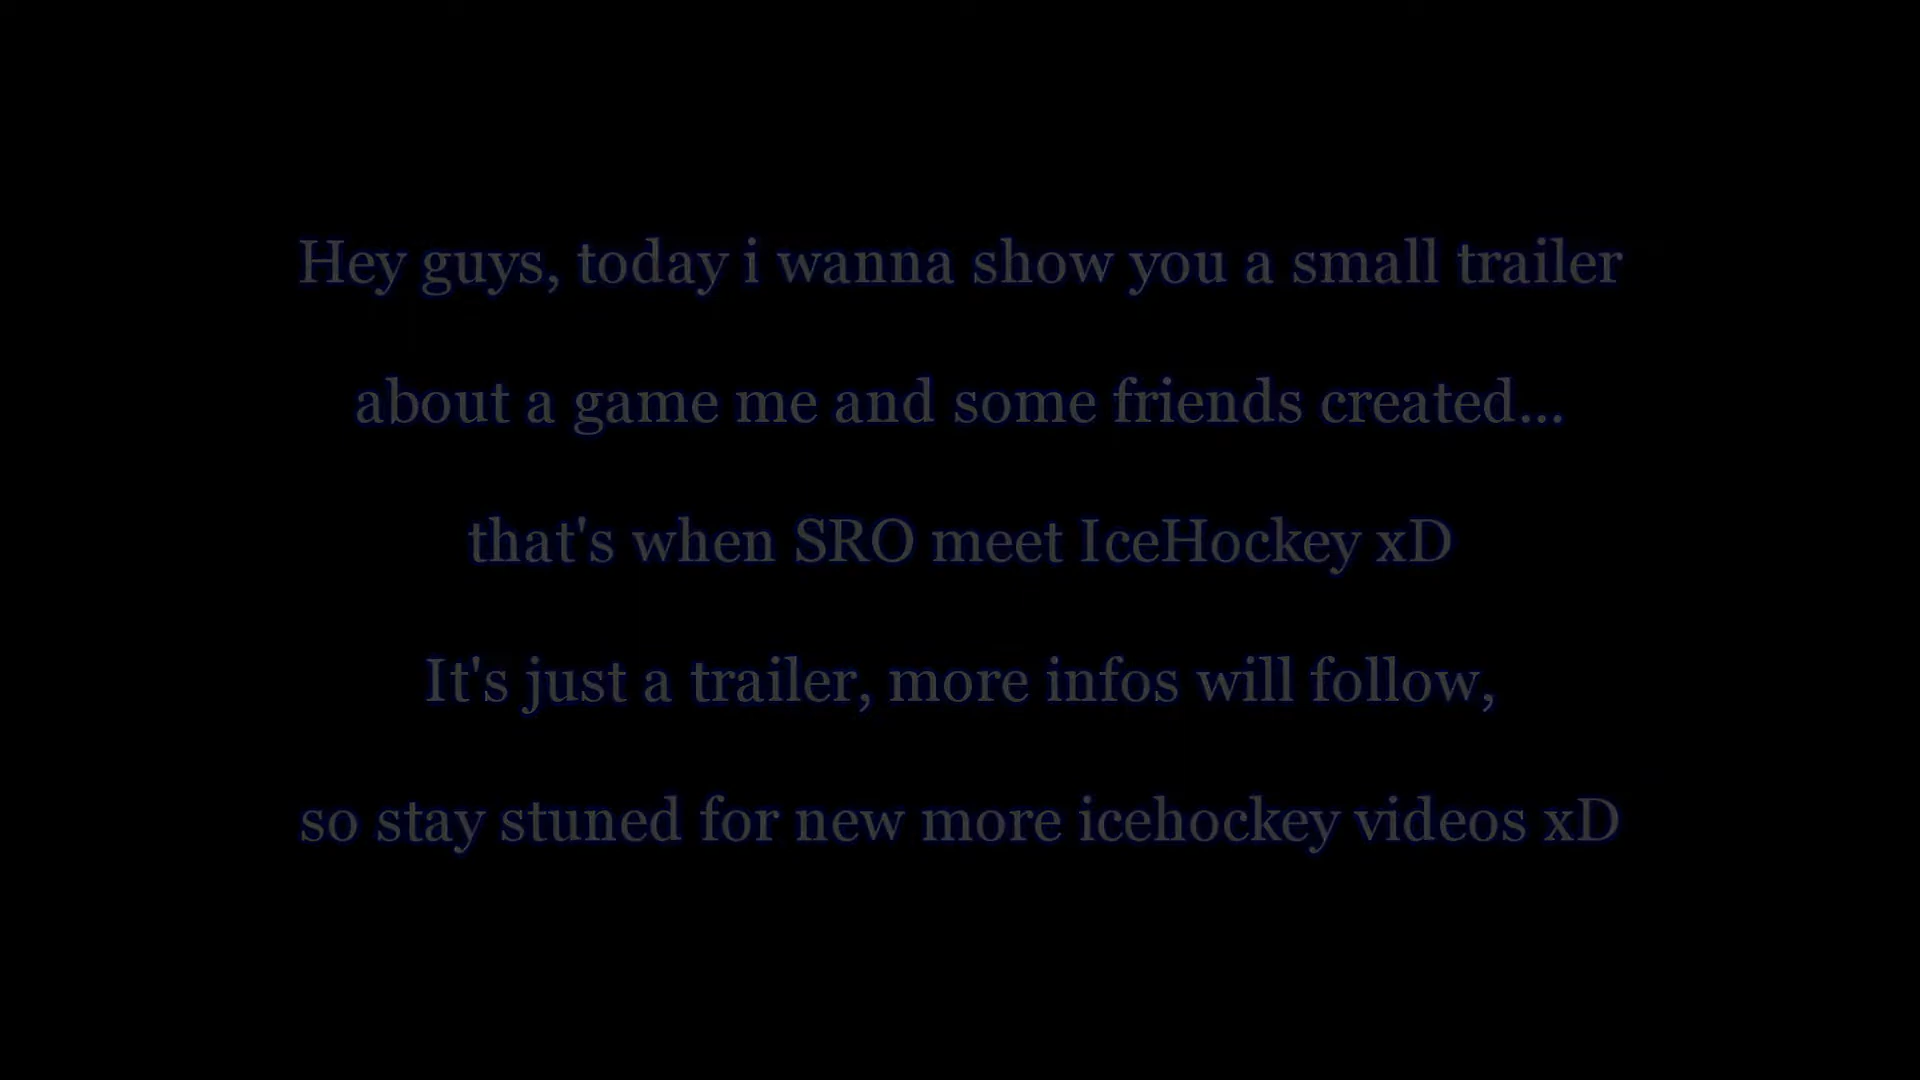 Hey guys, today i wanna show you a small trailer
about a game me and some friends created...
that's when SRO meet IceHockey xD
It's just a trailer, more infos will follow,
so stay stuned for new more icehockey videos xD